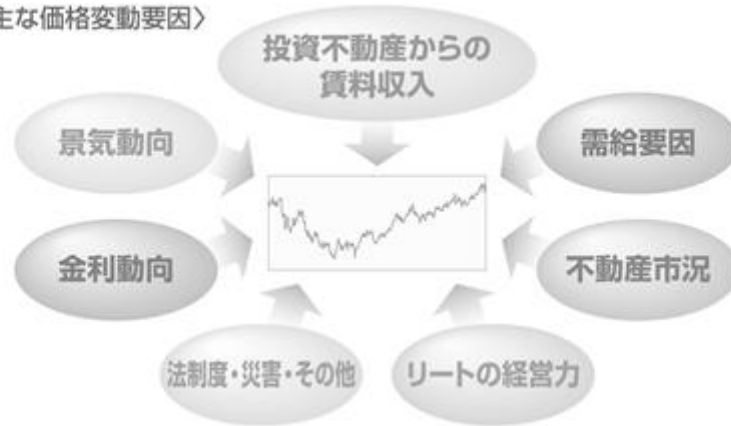 主な価格変動要因〉
投資不動産からの
賃料収入
景気動向
需給要因
金利動向
不動産市況
法制度・災害・その他
リートの経営力